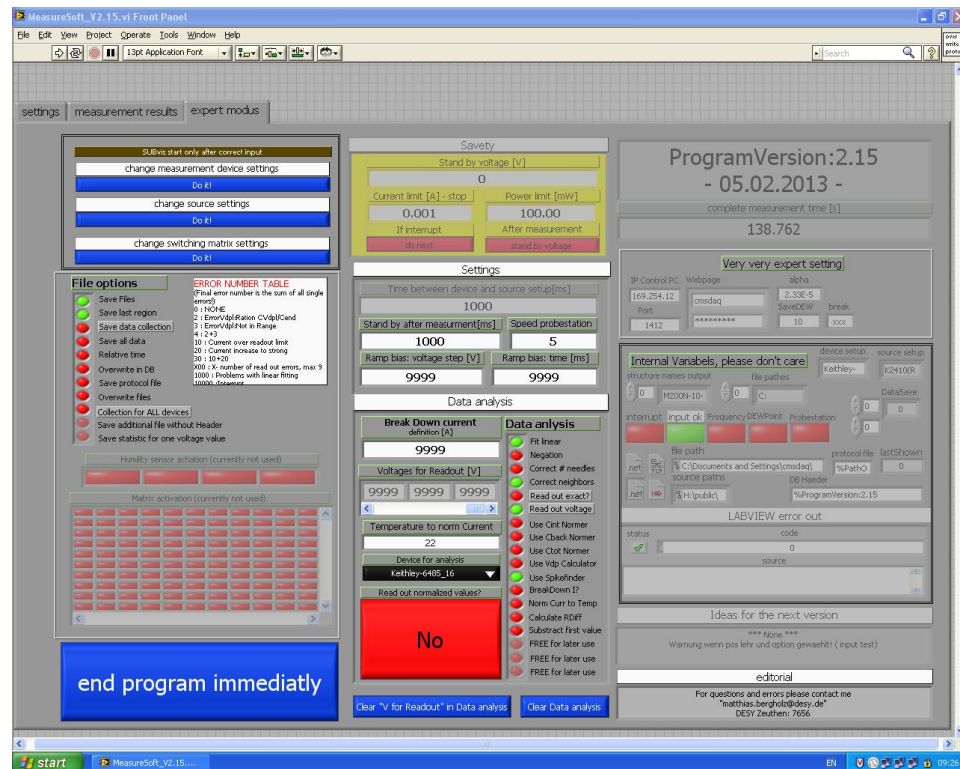 MeasureSoft_V2.15.vi Front Panel
File Edit View Project Operate Tools Window Help
13pt Application Font
Search
over
write
prote
settings
measurement results
expert modus
SUBvis start only after correct input
change measurement device settings
Do it!
change source settings
Do it!
change switching matrix settings
Do it!
File options
Save Files
Save last region
Save data collection
Save all data
Relative time
Overwrite in DB
Save protocol file
Overwrite files
Collection for ALL devices
Save additional file without Header
Save statistic for one voltage value
ERROR NUMBER TABLE
(Final error number is the sum of all single
errors!)
0 : NONE
2 : ErrorVdpl:Ration CVdpl/Cend
3 : ErrorVdpl:Not in Range
4 : 2+3
10 : Current over readout limit
20 : Current increase to strong
30 : 10+20
X00 : X- number of read out errors, max 9
1000 : Problems with linear fitting
10000 :Interrupt
Humility sensor actiation (currently not used)
Matrix activation (currently not used)
end program immediatly
Savety
Stand by voltage [V]
0
Current limit [A] - stop
Power limit [mW]
0.001
100.00
If interrupt
After measurement
do next
stand by voltage
Settings
Time between device and source setup[ms]
1000
Stand by after measurment[ms]
Speed probestation
1000
5
Ramp bias: voltage step [V]
Ramp bias: time [ms]
9999
9999
Data analysis
Break Down current
definition [A]
9999
Voltages for Readout [V]
9999 9999 9999
Temperature to norm Current
22
Device for analysis
Keithley-6485_16
Read out normalized values?
No
Data anlysis
Fit linear
Negation
Correct # needles
Correct neighbors
Read out exact?
Read out voltage
Use Cint Normer
Use Cback Normer
Use Ctot Normer
Use Vdp Calculator
Use Spikefinder
BreakDown I?
Norm Curr to Temp
Calculate RDiff
Substract first value
FREE for later use
FREE for later use
FREE for later use
Clear "V for Readout" in Data analysis
Clear Data analysis
ProgramVersion:2.15
- 05.02.2013 -
complete measurement time [s]
138.762
Very very expert setting
IP Control PC
Webpage
alpha
169.254.12
cmsdaq
2.33E-5
Port
SaveDEW
break
1412
*********
10
xxx
Internal Variabels, please don't care
device setup
source setup
Keithley-
K2410(R
structure names output
file pathes
0
M200N-10-
0
C:
DataSave
0
0
0
interrupt
input ok
Frequency
DEWPoint
Probestation
file path
protocol file
lastShown
.net
C:\Documents and Settings\cmsdaq\
%PathO
0
source paths
DB Haeder
.net
H:\public\
%ProgramVersion:2.15
LABVIEW error out
status
code
0
source
Ideas for the next version
*** None ***
Warnung wenn pos lehr und option gewaehlt! ( input test)
editorial
For questions and errors please contact me
"matthias.bergholz@desy.de"
DESY Zeuthen: 7656
start
MeasureSoft_V2.15....
EN
09:26